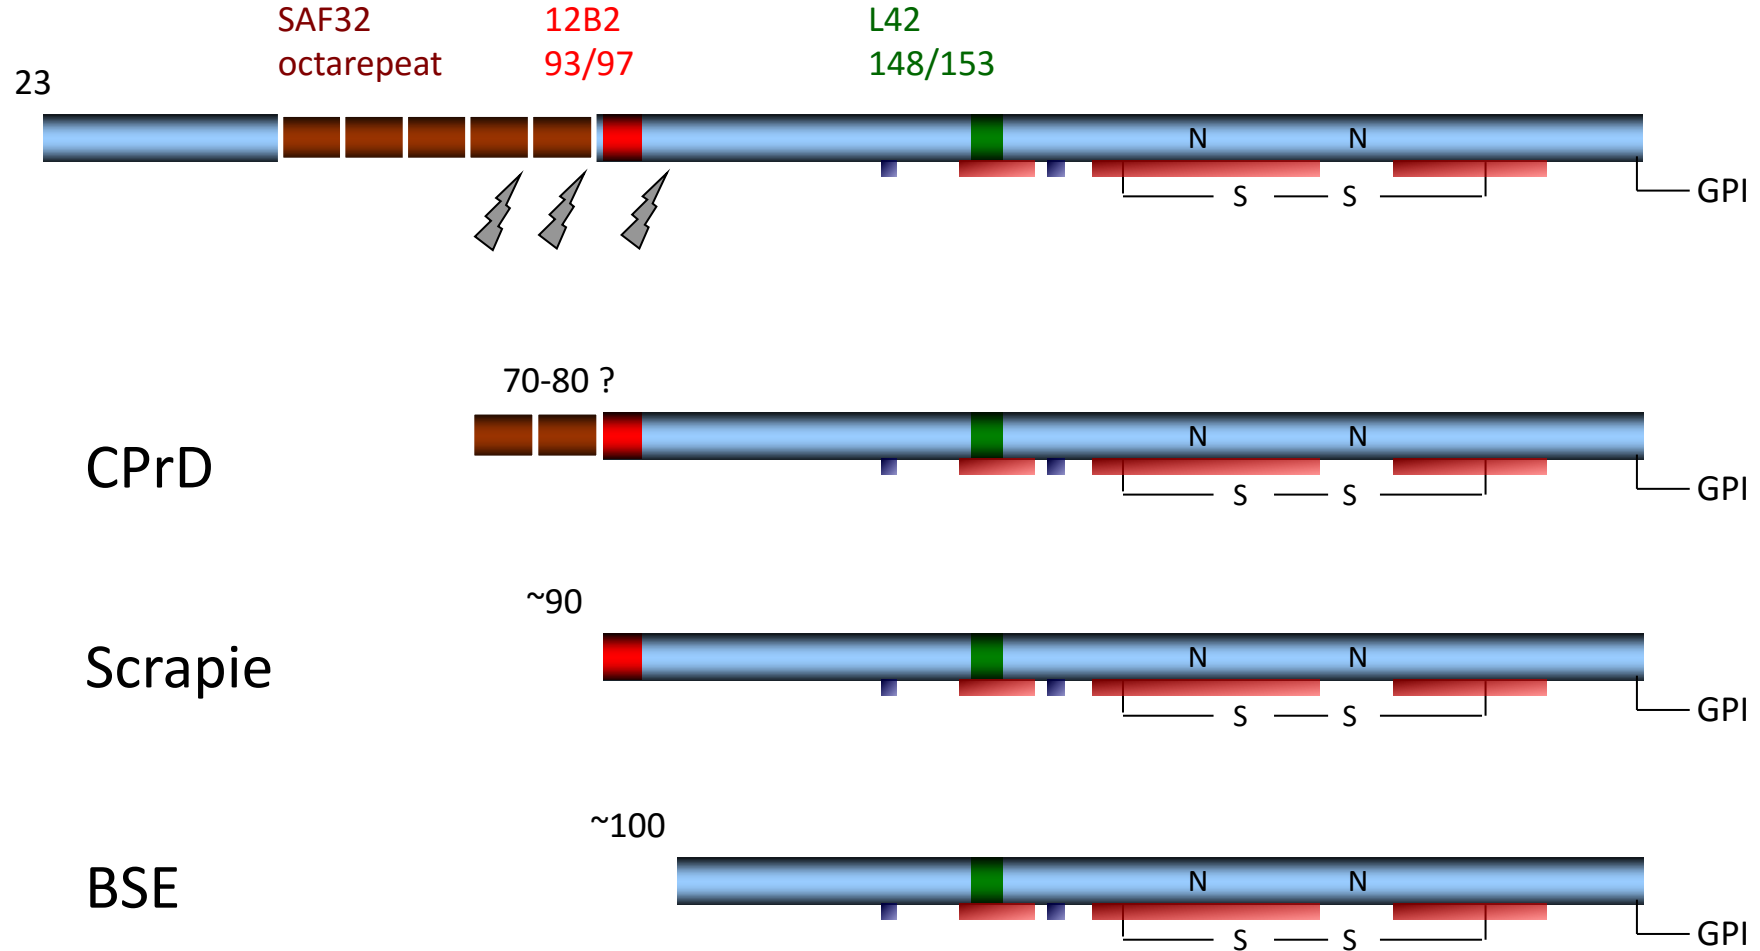 SAF32 12B2 L42
octarepeat 93/97 148/153
23
N N
S S
GPI
70-80 ?
CPrD
N N
S S
GPI
~90
Scrapie
N N
S S
GPI
~100
BSE
N N
S S
GPI